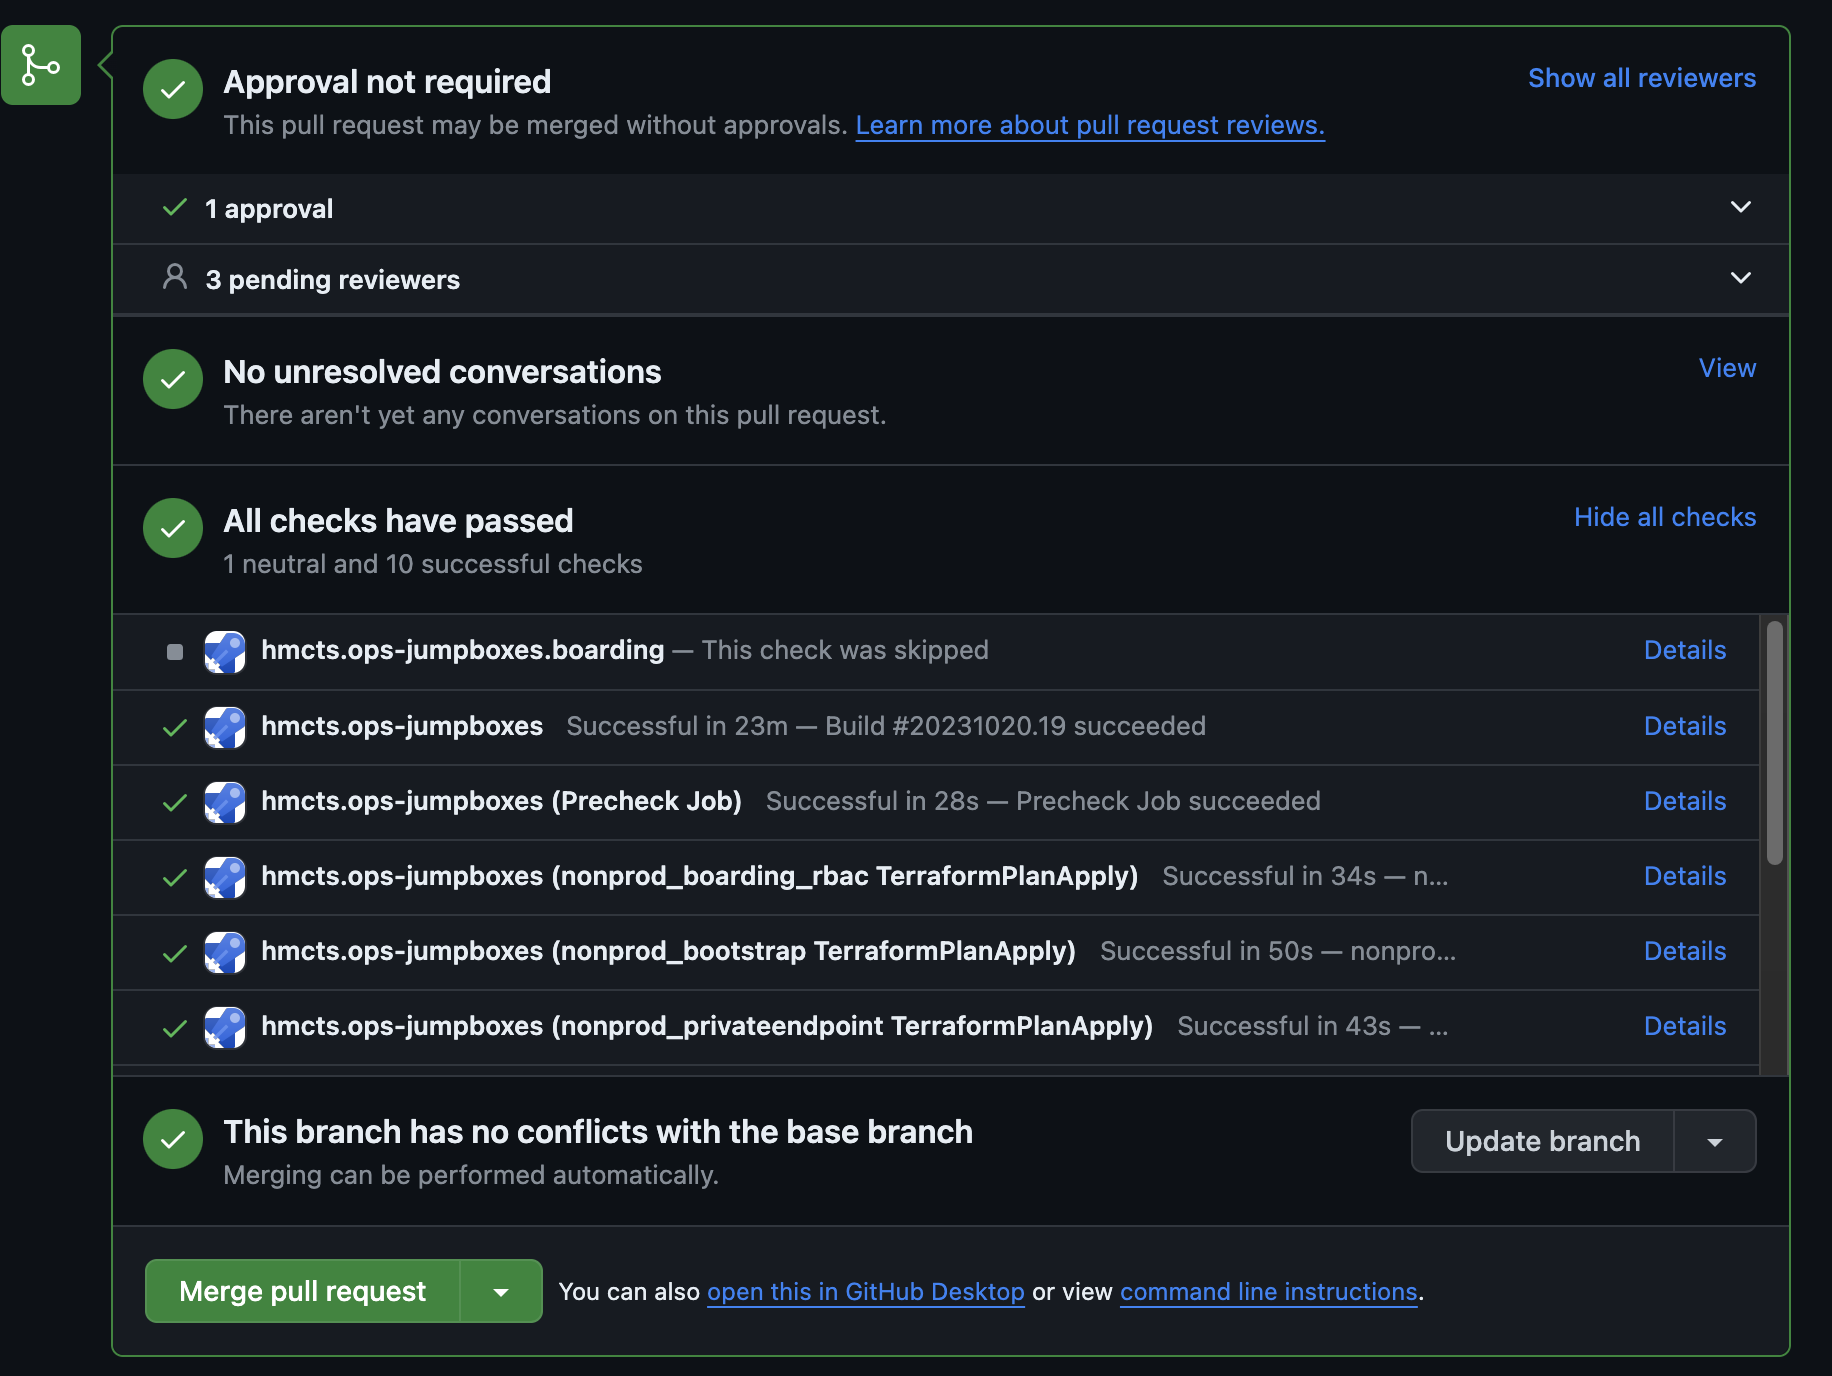 Approval not required
Show all reviewers
This pull request may be merged without approvals. Learn more about pull request reviews.
1 approval
3 pending reviewers
No unresolved conversations
View
There aren't yet any conversations on this pull request.
All checks have passed
Hide all checks
1 neutral and 10 successful checks
hmcts.ops-jumpboxes.boarding — This check was skipped Details
hmcts.ops-jumpboxes Successful in 23m — Build #20231020.19 succeeded Details
hmcts.ops-jumpboxes (Precheck Job) Successful in 28s — Precheck Job succeeded Details
hmcts.ops-jumpboxes (nonprod_boarding_rbac TerraformPlanApply) Successful in 34s — n... Details
hmcts.ops-jumpboxes (nonprod_bootstrap TerraformPlanApply) Successful in 50s — nonpro... Details
hmcts.ops-jumpboxes (nonprod_privateendpoint TerraformPlanApply) Successful in 43s — ... Details
This branch has no conflicts with the base branch
Update branch
Merging can be performed automatically.
Merge pull request You can also open this in GitHub Desktop or view command line instructions.